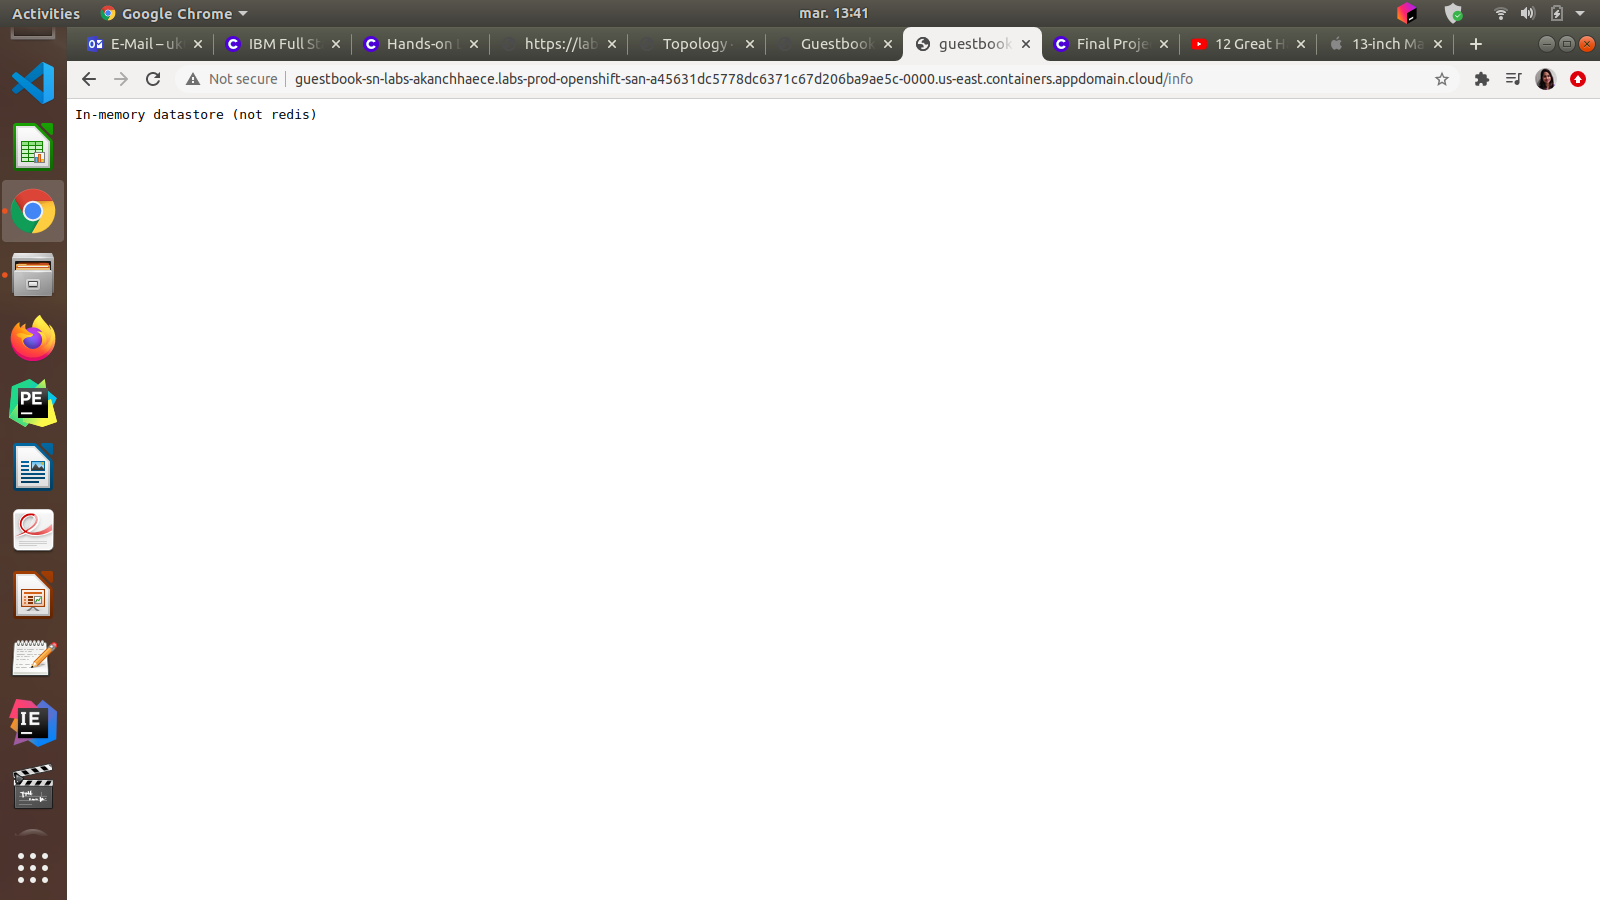 Activities Google Chrome mar. 13:41
E-Mail – uk IBM Full St Hands-on L https://lab Topology Guestbook guestbook Final Proje 12 Great H 13-inch Ma
Not secure guestbook-sn-labs-akanchhaece.labs-prod-openshift-san-a45631dc5778dc6371c67d206ba9ae5c-0000.us-east.containers.appdomain.cloud/info
In-memory datastore (not redis)
PE
IE